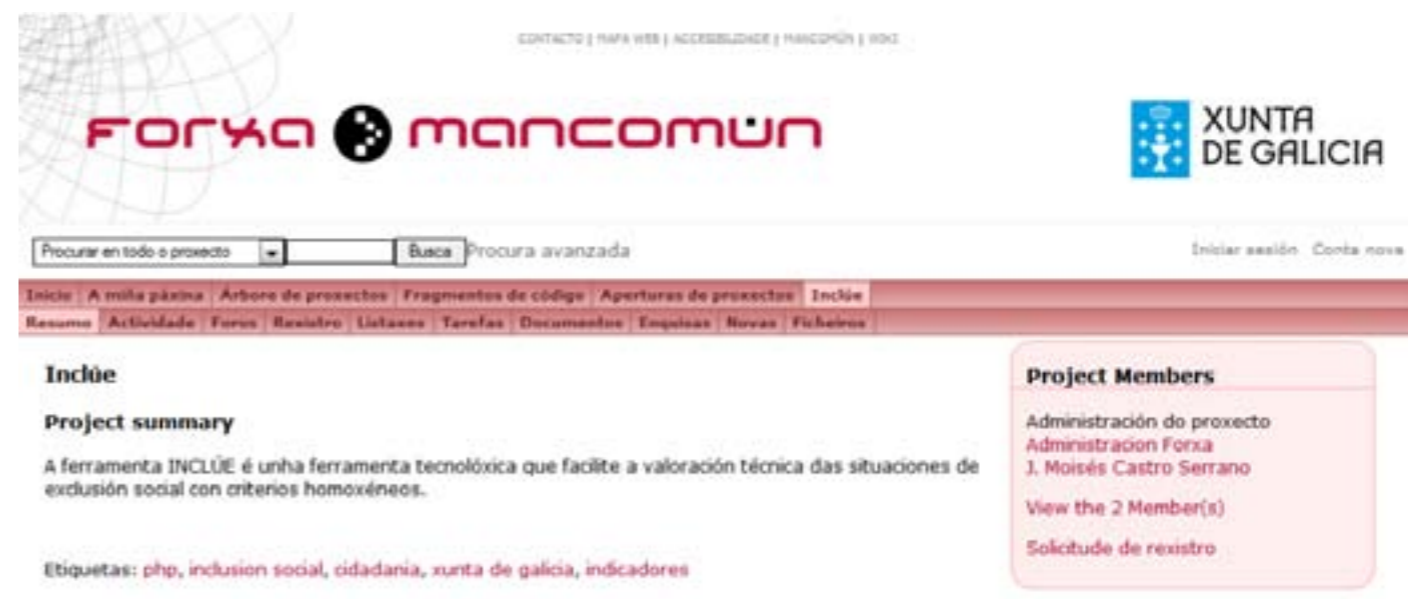 CONTACTO | MAPA WEB | ACCESIBILIDADE | MANCOMÚN | WIKI
Forxa mancomún
XUNTA
DE GALICIA
Procurar en todo o proxecto Busca Procura avanzada Iniciar sesión Conta nova
Inicio A miña páxina Árbore de proxectos Fragmentos de código Aperturas de proxectos Inclúe
Resumo Actividade Foros Rexistro Listaxes Tarefas Documentos Enquisas Novas Ficheiros
Inclúe
Project summary
A ferramenta INCLÚE é unha ferramenta tecnolóxica que facilite a valoración técnica das situaciones de
exclusión social con criterios homoxéneos.
Etiquetas: php, inclusion social, cidadania, xunta de galicia, indicadores
Project Members
Administración do proxecto
Administracion Forxa
J. Moisés Castro Serrano
View the 2 Member(s)
Solicitude de rexistro